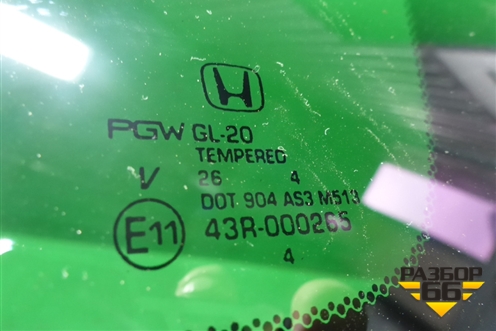 PGW GL-20
TEMPERED
V 26 4
DOT 904 AS3 M513
E11 43R-000265
4
РАЗБОР
66